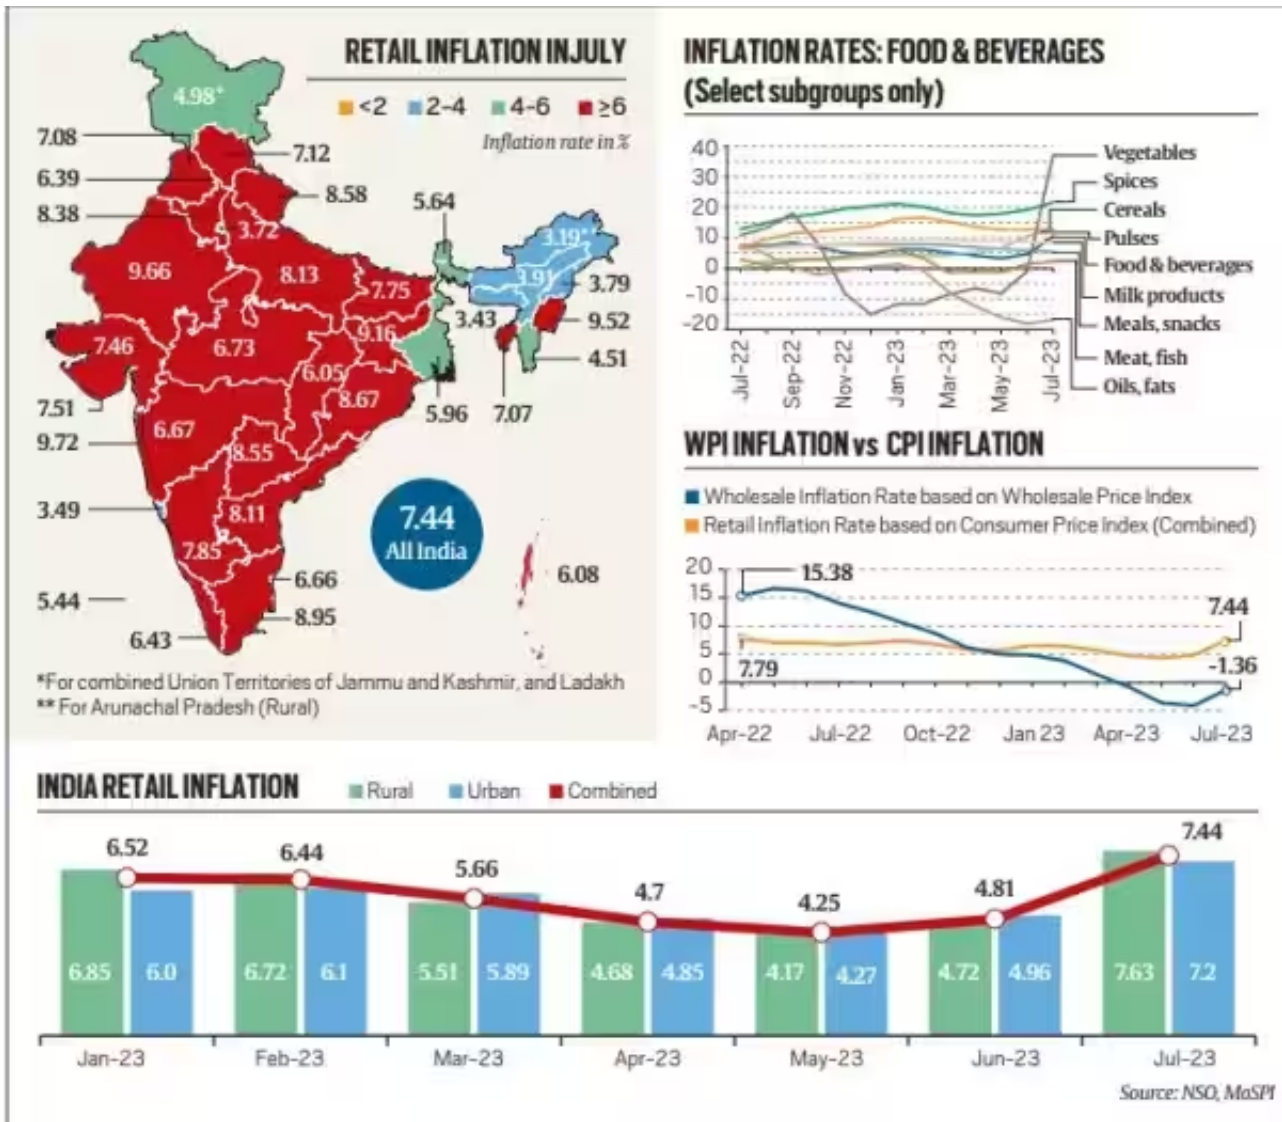 RETAIL INFLATION IN JULY
<2 2-4 4-6 ≥6
Inflation rate in %
4.98*
7.08
7.12
6.39
8.58
8.38
3.72
5.64
3.19**
9.66
8.13
3.91
3.79
7.75
3.43
9.52
9.16
7.46
6.73
4.51
6.05
8.67
7.51
5.96
7.07
6.67
9.72
8.55
3.49
8.11
7.44
All India
7.85
6.08
6.66
5.44
8.95
6.43
*For combined Union Territories of Jammu and Kashmir, and Ladakh
** For Arunachal Pradesh (Rural)
INFLATION RATES: FOOD & BEVERAGES
(Select subgroups only)
40
30
20
10
0
-10
-20
Vegetables
Spices
Cereals
Pulses
Food & beverages
Milk products
Meals, snacks
Meat, fish
Oils, fats
Jul-22 Sep-22 Nov-22 Jan-23 Mar-23 May-23 Jul-23
WPI INFLATION vs CPI INFLATION
Wholesale Inflation Rate based on Wholesale Price Index
Retail Inflation Rate based on Consumer Price Index (Combined)
20
15
10
5
0
-5
15.38
7.44
7.79
-1.36
Apr-22 Jul-22 Oct-22 Jan 23 Apr-23 Jul-23
INDIA RETAIL INFLATION Rural Urban Combined
6.52 6.44 5.66 4.7 4.25 4.81 7.44
6.85 6.0 6.72 6.1 5.51 5.89 4.68 4.85 4.17 4.27 4.72 4.96 7.63 7.2
Jan-23 Feb-23 Mar-23 Apr-23 May-23 Jun-23 Jul-23
Source: NSO, MoSPI